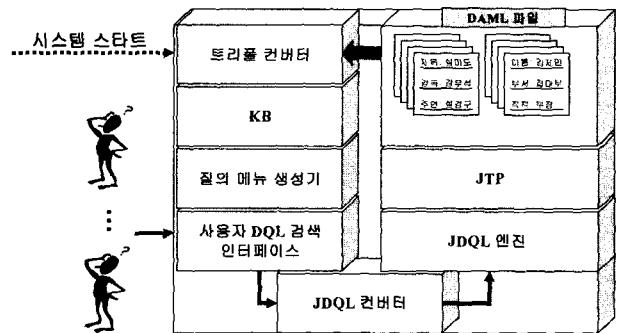 시스템 스타트
DAML 파일
트리플 컨버터
KB
질의 메뉴 생성기
사용자 DQL 검색
인터페이스
JTP
JDQL 엔진
JDQL 컨버터
?
?